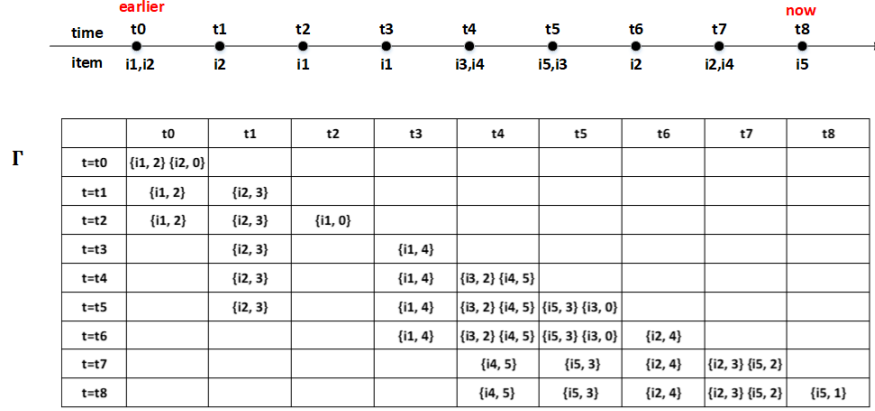 earlier now
time t0 t1 t2 t3 t4 t5 t6 t7 t8
item i1,i2 i2 i1 i1 i3,i4 i5,i3 i2 i2,i4 i5
Γ
t0 t1 t2 t3 t4 t5 t6 t7 t8
t=t0 {i1, 2} {i2, 0}
t=t1 {i1, 2} {i2, 3}
t=t2 {i1, 2} {i2, 3} {i1, 0}
t=t3 {i2, 3} {i1, 4}
t=t4 {i2, 3} {i1, 4} {i3, 2} {i4, 5}
t=t5 {i2, 3} {i1, 4} {i3, 2} {i4, 5} {i5, 3} {i3, 0}
t=t6 {i1, 4} {i3, 2} {i4, 5} {i5, 3} {i3, 0} {i2, 4}
t=t7 {i4, 5} {i5, 3} {i2, 4} {i2, 3} {i5, 2}
t=t8 {i4, 5} {i5, 3} {i2, 4} {i2, 3} {i5, 2} {i5, 1}